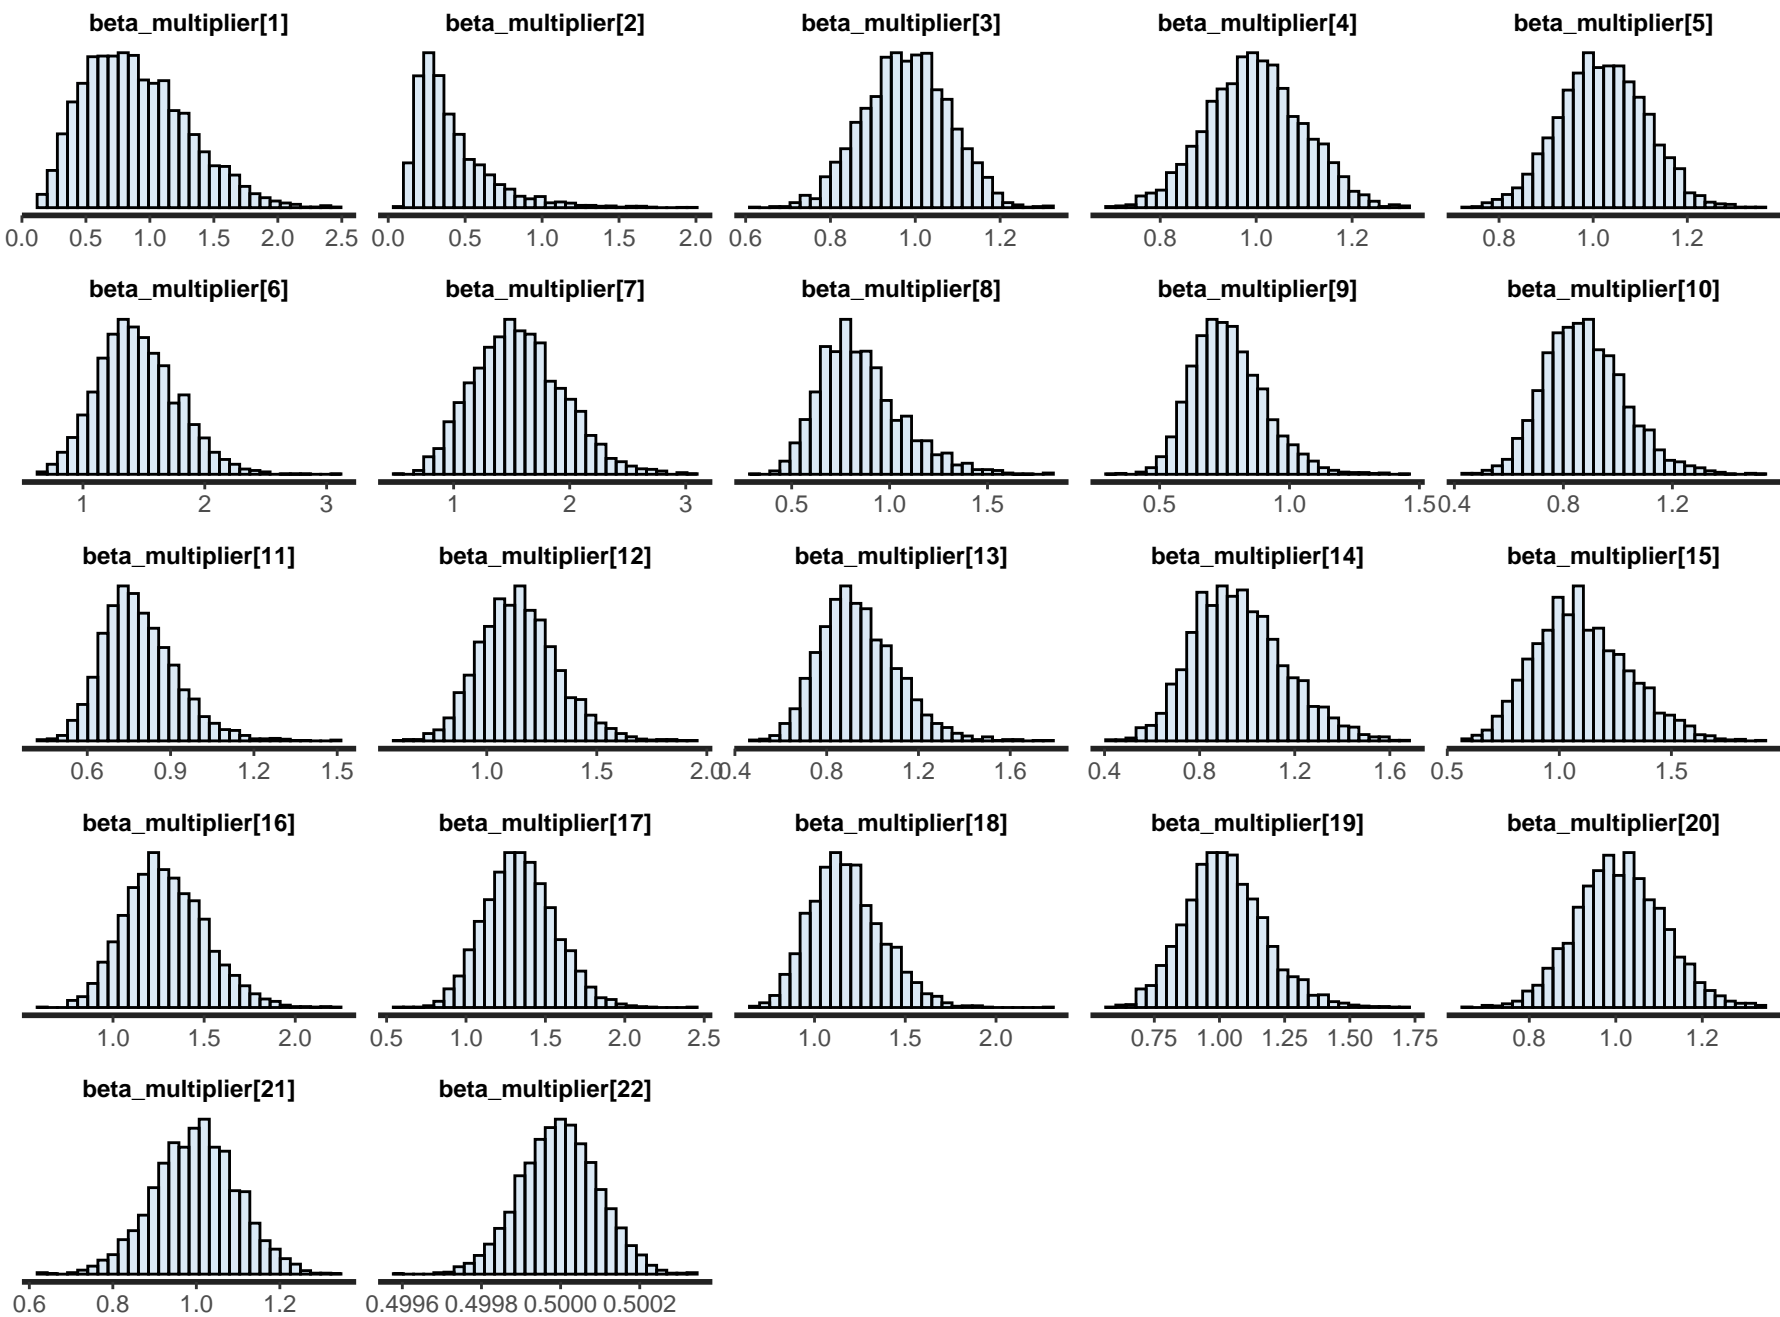 beta_multiplier[1] beta_multiplier[2] beta_multiplier[3] beta_multiplier[4] beta_multiplier[5]
0.0 0.5 1.0 1.5 2.0 2.5 0.0 0.5 1.0 1.5 2.0 0.6 0.8 1.0 1.2 0.8 1.0 1.2 0.8 1.0 1.2
beta_multiplier[6] beta_multiplier[7] beta_multiplier[8] beta_multiplier[9] beta_multiplier[10]
1 2 3 1 2 3 0.5 1.0 1.5 0.5 1.0 1.5 0.4 0.8 1.2
beta_multiplier[11] beta_multiplier[12] beta_multiplier[13] beta_multiplier[14] beta_multiplier[15]
0.6 0.9 1.2 1.5 1.0 1.5 2.0 0.4 0.8 1.2 1.6 0.4 0.8 1.2 1.6 0.5 1.0 1.5
beta_multiplier[16] beta_multiplier[17] beta_multiplier[18] beta_multiplier[19] beta_multiplier[20]
1.0 1.5 2.0 0.5 1.0 1.5 2.0 2.5 1.0 1.5 2.0 0.75 1.00 1.25 1.50 1.75 0.8 1.0 1.2
beta_multiplier[21] beta_multiplier[22]
0.6 0.8 1.0 1.2 0.4996 0.4998 0.5000 0.5002